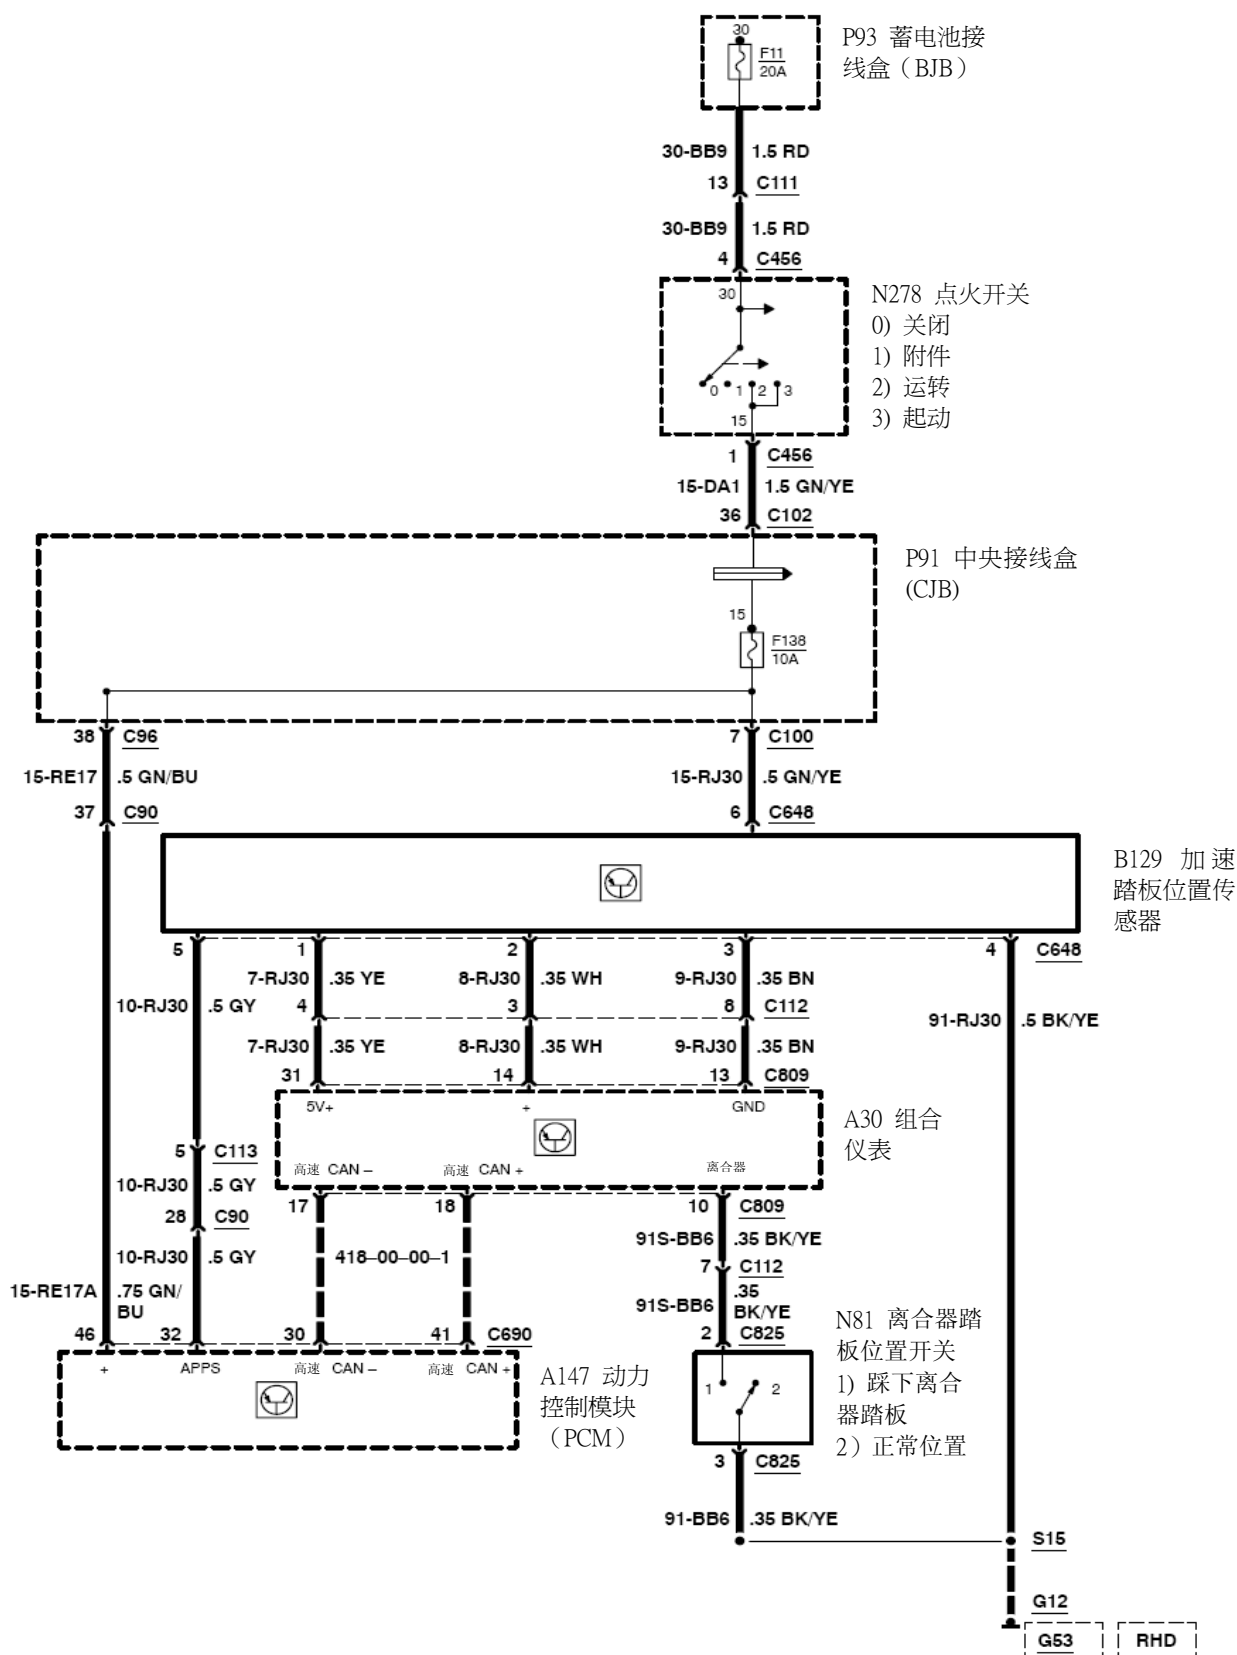 30
F11
20A
P93 蓄电池接
线盒（BJB）
30-BB9 1.5 RD
13 C111
30-BB9 1.5 RD
4 C456
30
0 1 2 3
15
N278 点火开关
0) 关闭
1) 附件
2) 运转
3) 起动
1 C456
15-DA1 1.5 GN/YE
36 C102
P91 中央接线盒
(CJB)
15
F138
10A
38 C96 7 C100
15-RE17 .5 GN/BU 15-RJ30 .5 GN/YE
37 C90 6 C648
B129 加速
踏板位置传
感器
5 1 2 3 4 C648
7-RJ30 .35 YE 8-RJ30 .35 WH 9-RJ30 .35 BN
10-RJ30 .5 GY 4 3 8 C112
91-RJ30 .5 BK/YE
7-RJ30 .35 YE 8-RJ30 .35 WH 9-RJ30 .35 BN
31 14 13 C809
5V+ + GND
A30 组合
仪表
5 C113
高速 CAN – 高速 CAN + 离合器
10-RJ30 .5 GY
17 18 10 C809
28 C90
91S-BB6 .35 BK/YE
10-RJ30 .5 GY 418–00–00–1
7 C112
15-RE17A .75 GN/
BU
91S-BB6 .35
BK/YE
46 32 30 41 C690 2 C825
+ APPS 高速 CAN – 高速 CAN +
A147 动力
控制模块
（PCM）
1 2
N81 离合器踏
板位置开关
1) 踩下离合
器踏板
2）正常位置
3 C825
91-BB6 .35 BK/YE
S15
G12
G53 RHD